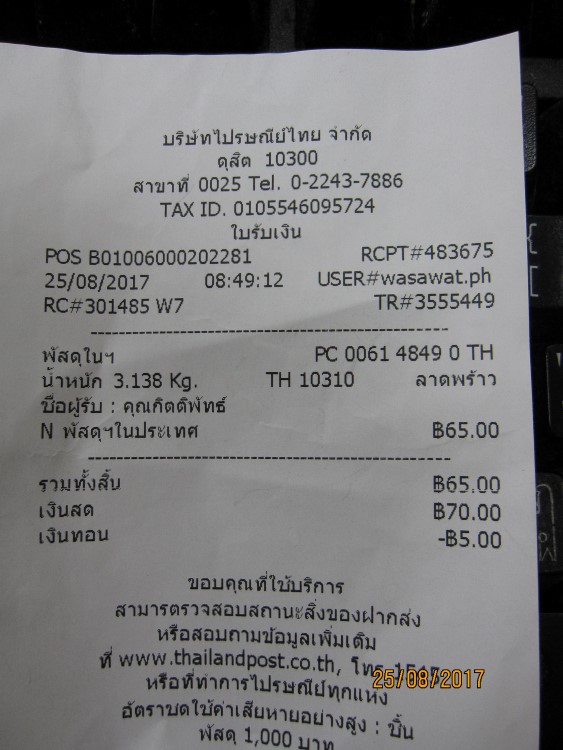 บริษัทไปรษณีย์ไทย จำกัด
ดุสิต 10300
สาขาที่ 0025 Tel. 0-2243-7886
TAX ID. 0105546095724
ใบรับเงิน
POS B01006000202281 RCPT#483675
25/08/2017 08:49:12 USER#wasawat.ph
RC#301485 W7 TR#3555449
พัสดุในฯ PC 0061 4849 0 TH
น้ำหนัก 3.138 Kg. TH 10310 ลาดพร้าว
ชื่อผู้รับ : คุณกิตติพัทธ์
N พัสดุฯในประเทศ ฿65.00
รวมทั้งสิ้น ฿65.00
เงินสด ฿70.00
เงินทอน -฿5.00
ขอบคุณที่ใช้บริการ
สามารตรวจสอบสถานะสิ่งของฝากส่ง
หรือสอบถามข้อมูลเพิ่มเติม
ที่ www.thailandpost.co.th, โทร
หรือที่ทำการไปรษณีย์ทุกแห่ง
25/08/2017
อัตราชดใช้ค่าเสียหายอย่างสูง : ชิ้น
พัสดุ 1,000 บาท